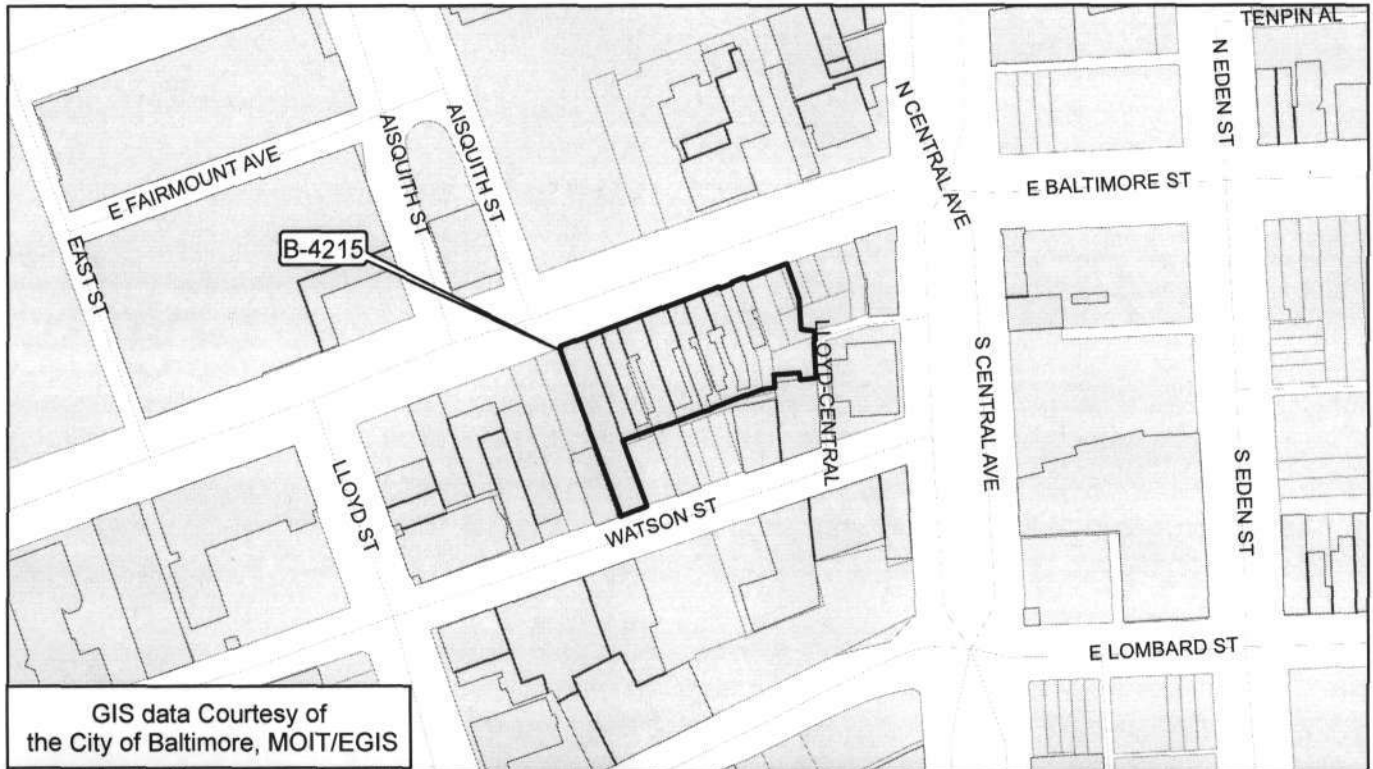 TENPIN AL
N EDEN ST
N CENTRAL AVE
AISQUITH ST
AISQUITH ST
E FAIRMOUNT AVE
E BALTIMORE ST
EAST ST
B-4215
LLOYD-CENTRAL
S CENTRAL AVE
S EDEN ST
LLOYD ST
WATSON ST
E LOMBARD ST
GIS data Courtesy of
the City of Baltimore, MOIT/EGIS